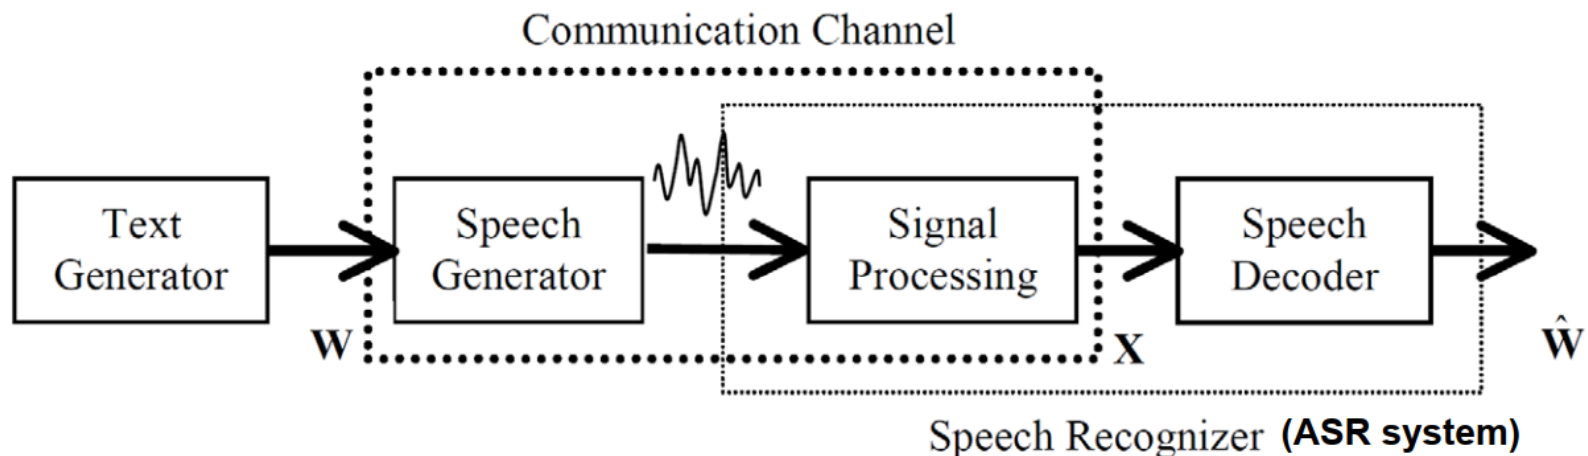 Communication Channel
Text
Generator
Speech
Generator
Signal
Processing
Speech
Decoder
W
X
Ŵ
Speech Recognizer (ASR system)